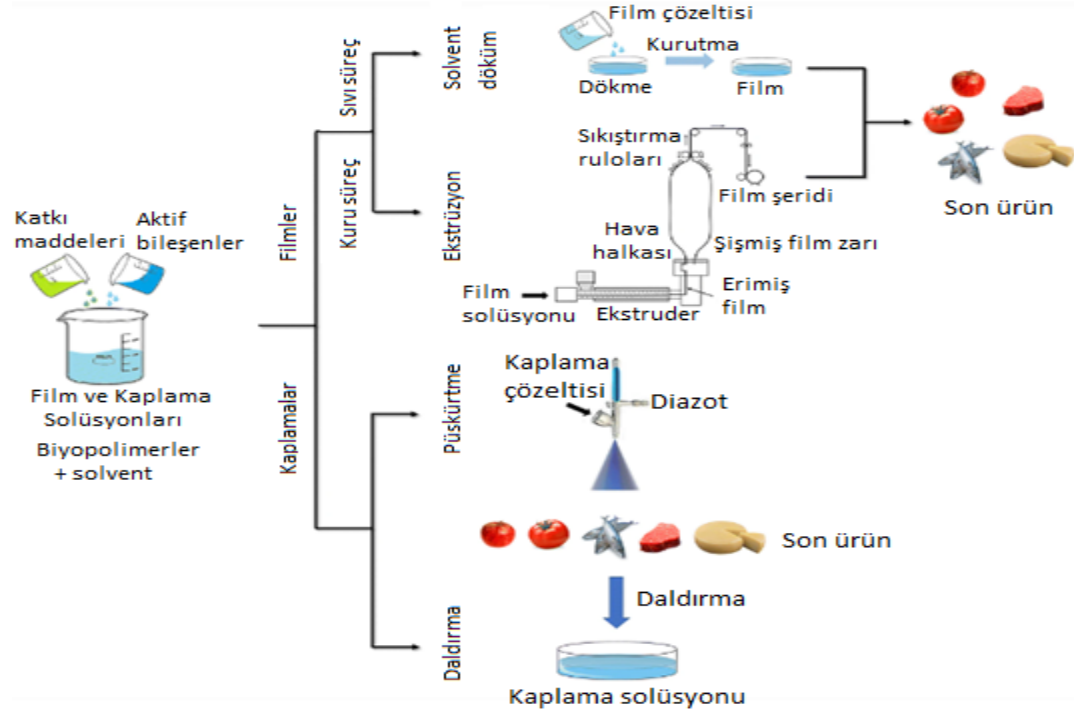 Katkı
maddeleri
Aktif
bileşenler
Film ve Kaplama
Solüsyonları
Biyopolimerler
+ solvent
Filmler
Kaplamalar
Sıvı süreç
Kuru süreç
Solvent
döküm
Ekstrüzyon
Püskürtme
Daldırma
Film çözeltisi
Kurutma
Dökme
Film
Sıkıştırma
ruloları
Film şeridi
Hava
halkası
Şişmiş film zarı
Erimiş
film
Film
solüsyonu
Ekstruder
Son ürün
Kaplama
çözeltisi
Diazot
Son ürün
Daldırma
Kaplama solüsyonu